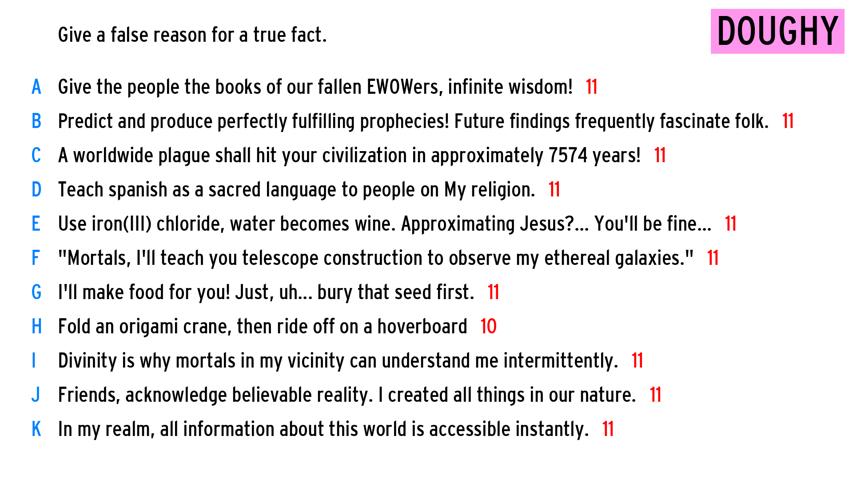 Give a false reason for a true fact.
DOUGHY
A Give the people the books of our fallen EWOWers, infinite wisdom! 11
B Predict and produce perfectly fulfilling prophecies! Future findings frequently fascinate folk. 11
C A worldwide plague shall hit your civilization in approximately 7574 years! 11
D Teach spanish as a sacred language to people on My religion. 11
E Use iron(III) chloride, water becomes wine. Approximating Jesus?... You'll be fine... 11
F "Mortals, I'll teach you telescope construction to observe my ethereal galaxies." 11
G I'll make food for you! Just, uh... bury that seed first. 11
H Fold an origami crane, then ride off on a hoverboard 10
I Divinity is why mortals in my vicinity can understand me intermittently. 11
J Friends, acknowledge believable reality. I created all things in our nature. 11
K In my realm, all information about this world is accessible instantly. 11